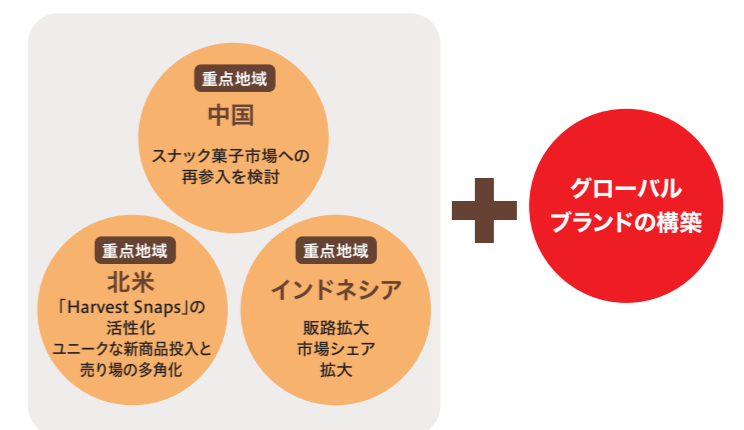 重点地域
中国
スナック菓子市場への
再参入を検討
重点地域
北米
「Harvest Snaps」の
活性化
ユニークな新商品投入と
売り場の多角化
重点地域
インドネシア
販路拡大
市場シェア
拡大
グローバル
ブランドの構築